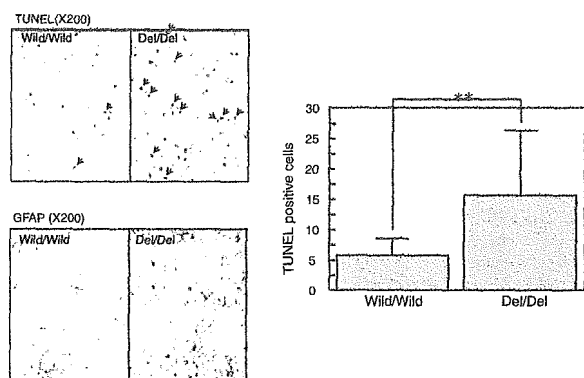 TUNEL(X200)
Wild/Wild Del/Del
GFAP (X200)
Wild/Wild Del/Del
**
30
25
20
15
10
5
0
TUNEL positive cells
Wild/Wild Del/Del